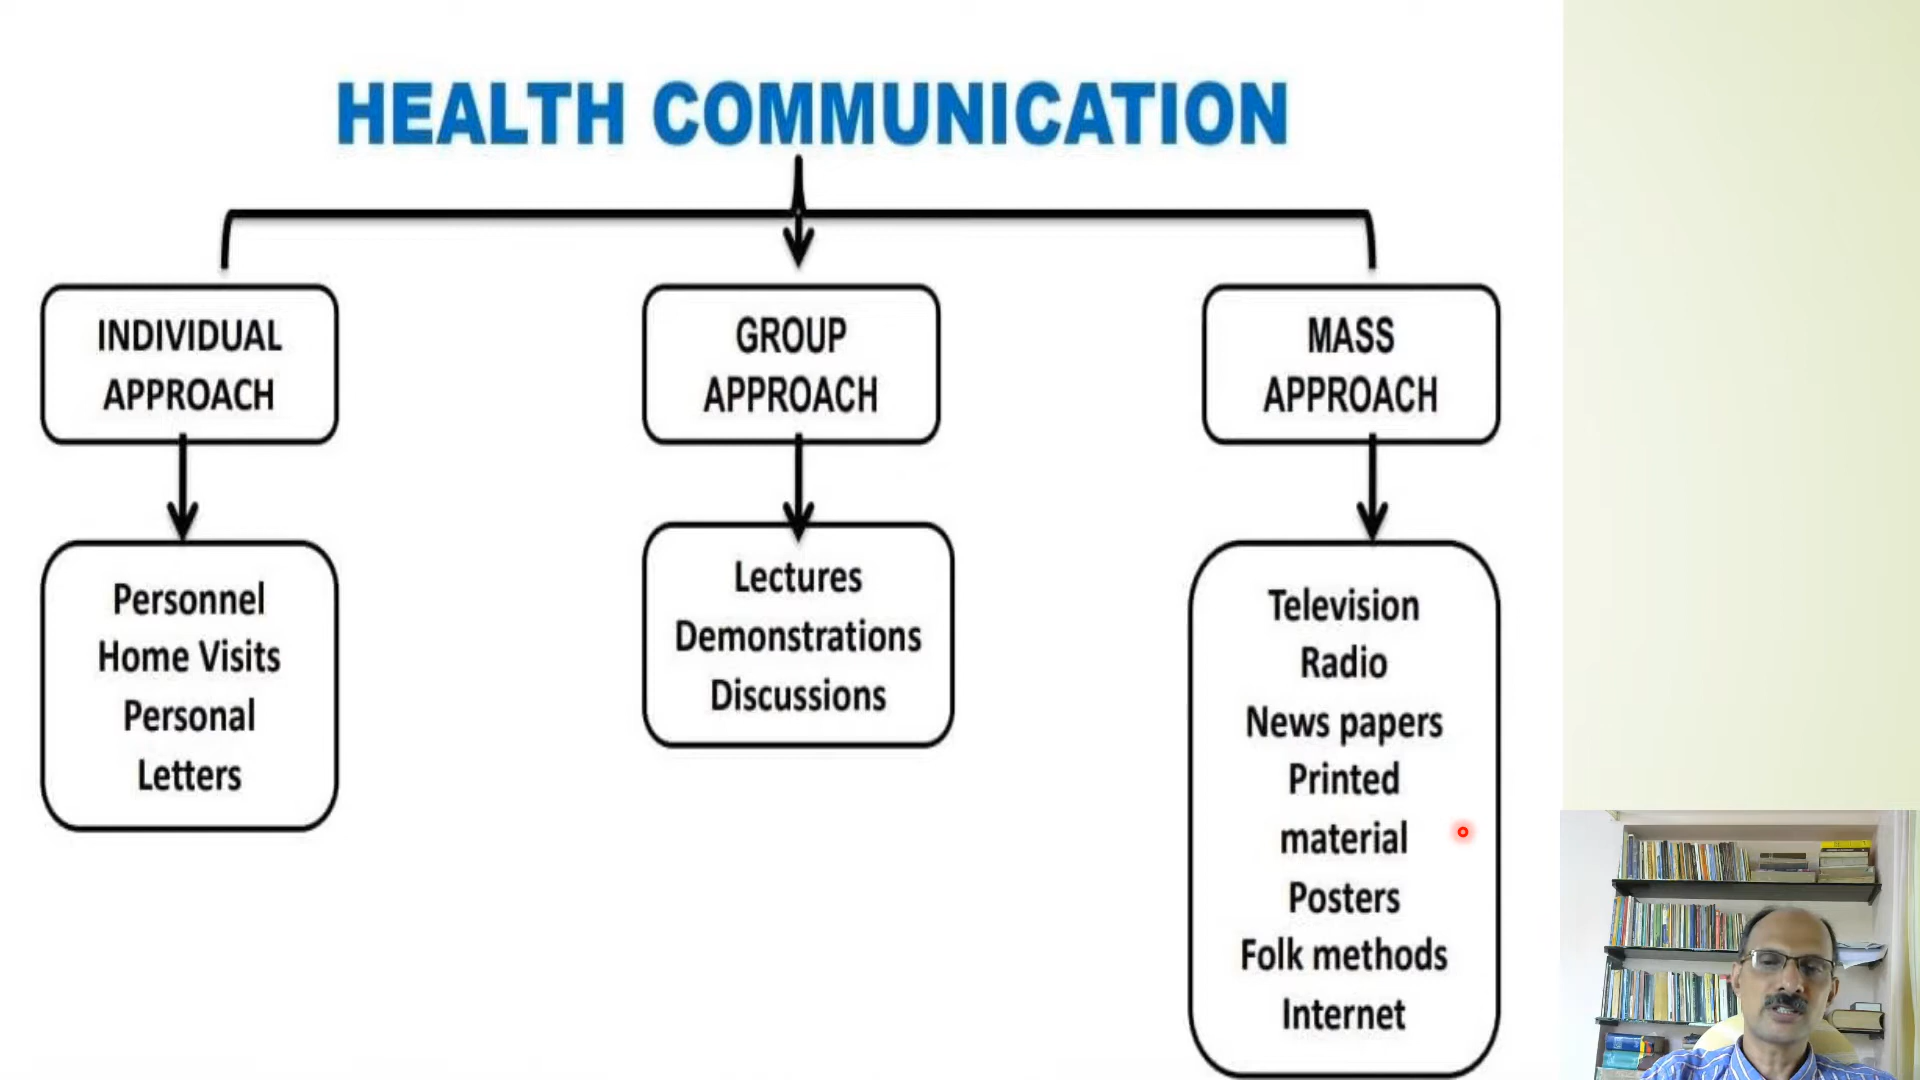 HEALTH COMMUNICATION
INDIVIDUAL
APPROACH
Personnel
Home Visits
Personal
Letters
GROUP
APPROACH
Lectures
Demonstrations
Discussions
MASS
APPROACH
Television
Radio
News papers
Printed
material
Posters
Folk methods
Internet